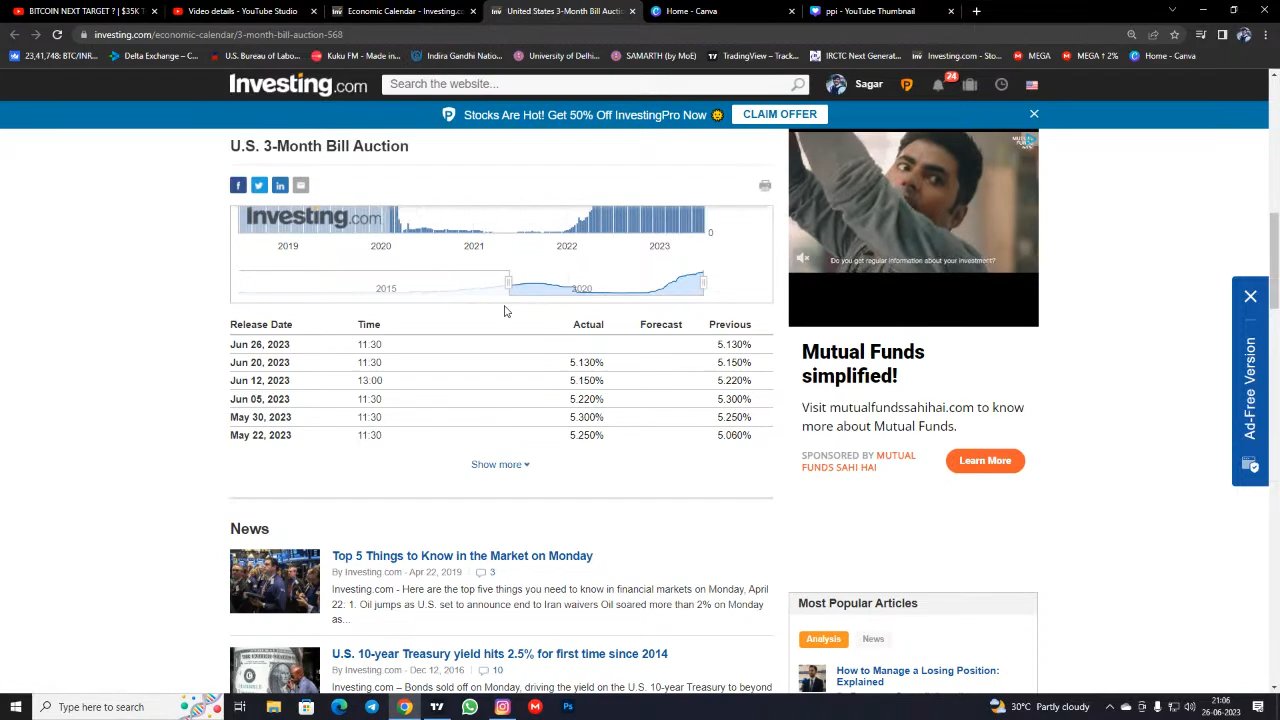 BITCOIN NEXT TARGET ? | $35K T
Video details - YouTube Studio
Economic Calendar - Investing.cc
United States 3-Month Bill Auctio
Home - Canva
ppi - YouTube Thumbnail
investing.com/economic-calendar/3-month-bill-auction-568
23,41,748: BTC/INR...
Delta Exchange – C...
U.S. Bureau of Labo...
Kuku FM - Made in...
Indira Gandhi Natio...
University of Delhi...
SAMARTH (by MoE)
TradingView – Track...
IRCTC Next Generat...
Investing.com - Sto...
MEGA
MEGA ↑ 2%
Home - Canva
Investing.com
Search the website...
24
Sagar
Stocks Are Hot! Get 50% Off InvestingPro Now
CLAIM OFFER
U.S. 3-Month Bill Auction
Investing.com
0
2019 2020 2021 2022 2023
2015 2020
Release Date Time Actual Forecast Previous
Jun 26, 2023 11:30 5.130%
Jun 20, 2023 11:30 5.130% 5.150%
Jun 12, 2023 13:00 5.150% 5.220%
Jun 05, 2023 11:30 5.220% 5.300%
May 30, 2023 11:30 5.300% 5.250%
May 22, 2023 11:30 5.250% 5.060%
Show more
Do you get regular information about your investment?
Mutual Funds
simplified!
Visit mutualfundssahihai.com to know
more about Mutual Funds.
SPONSORED BY MUTUAL
FUNDS SAHI HAI
Learn More
Ad-Free Version
News
Top 5 Things to Know in the Market on Monday
By Investing.com - Apr 22, 2019 3
Investing.com - Here are the top five things you need to know in financial markets on Monday, April
22: 1. Oil jumps as U.S. set to announce end to Iran waivers Oil soared more than 2% on Monday
as...
U.S. 10-year Treasury yield hits 2.5% for first time since 2014
By Investing.com - Dec 12, 2016 10
Investing.com – Bonds sold off on Monday, driving the yield on the U.S. 10-year Treasury to beyond
Most Popular Articles
Analysis
News
How to Manage a Losing Position:
Explained
Type here to search
30°C Partly cloudy
21:06
26-06-2023